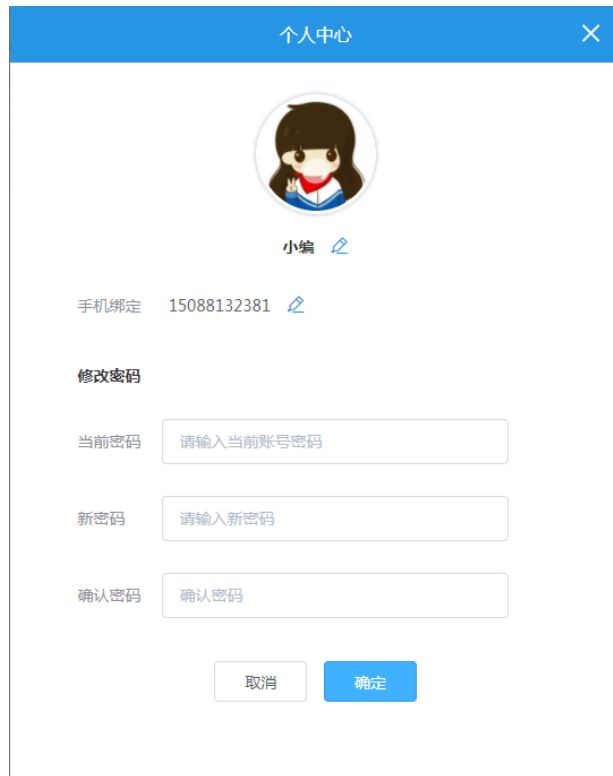 个人中心
小编
手机绑定 15088132381
修改密码
当前密码 请输入当前账号密码
新密码 请输入新密码
确认密码 确认密码
取消 确定